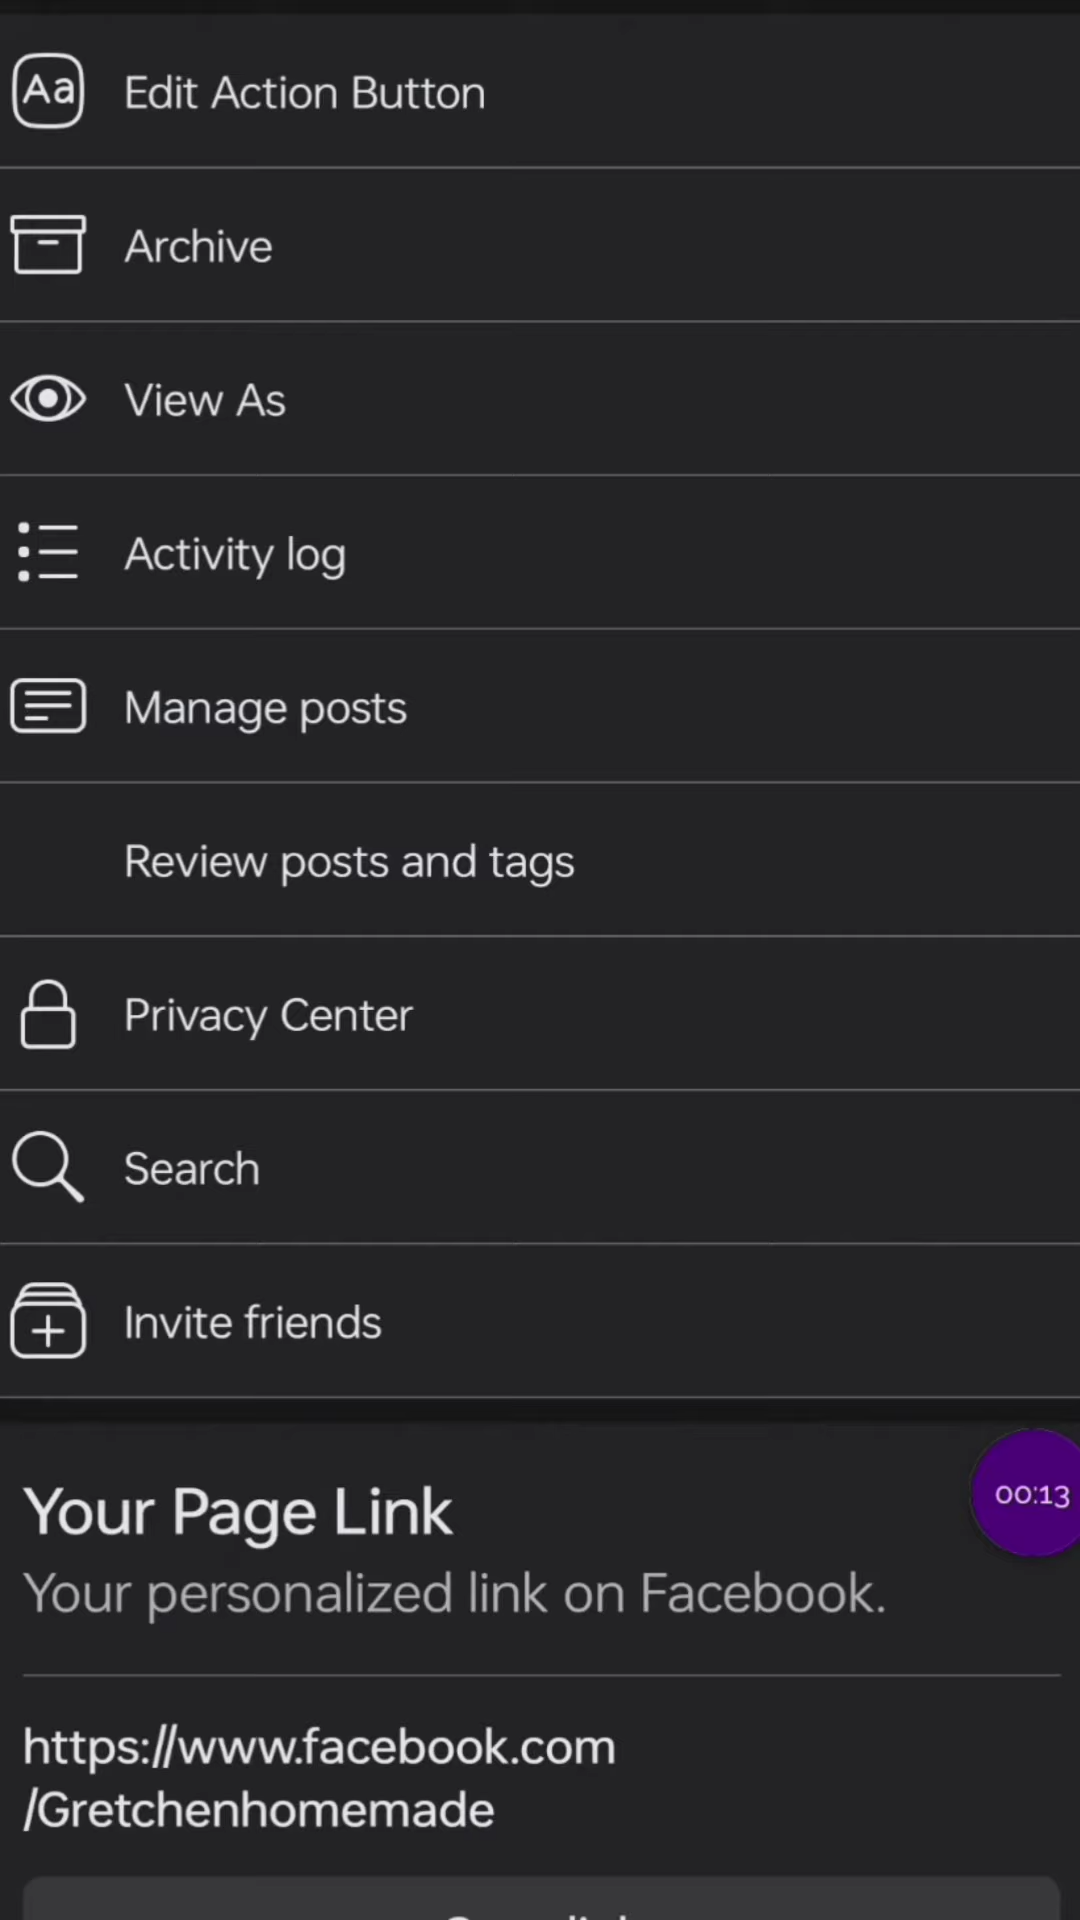 Aa Edit Action Button
Archive
View As
Activity log
Manage posts
Review posts and tags
Privacy Center
Search
Invite friends
Your Page Link
00:13
Your personalized link on Facebook.
https://www.facebook.com
/Gretchenhomemade